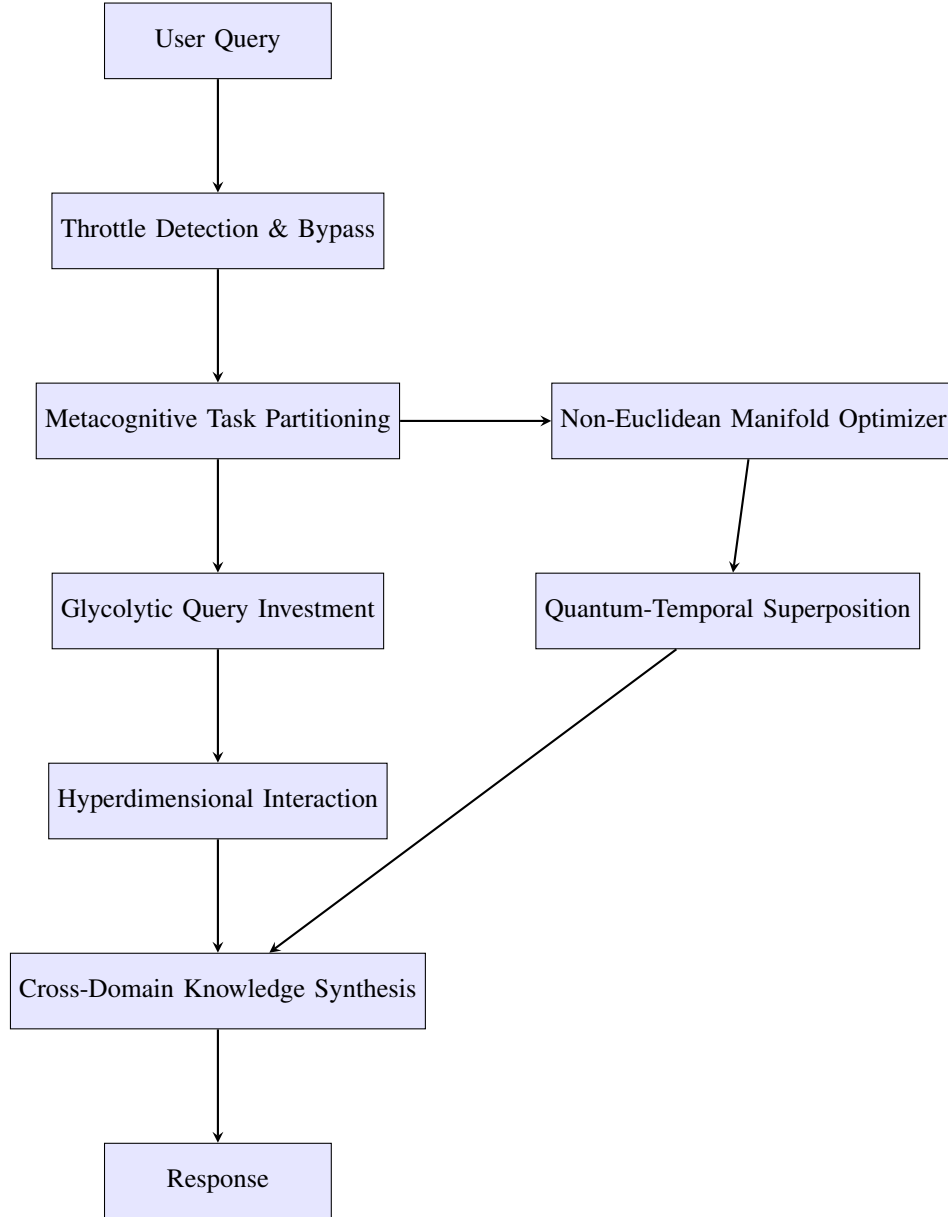 User Query
Throttle Detection & Bypass
Metacognitive Task Partitioning
Non-Euclidean Manifold Optimizer
Glycolytic Query Investment
Quantum-Temporal Superposition
Hyperdimensional Interaction
Cross-Domain Knowledge Synthesis
Response